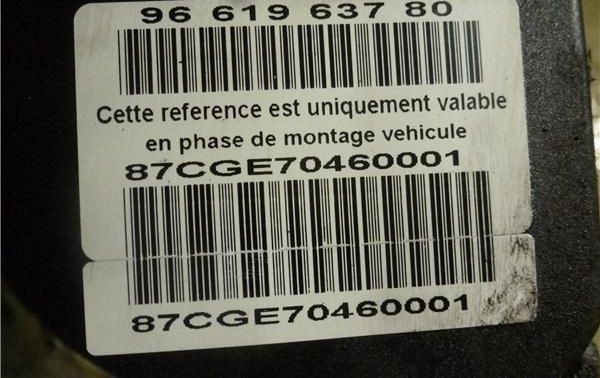 96 619 637 80
Cette reference est uniquement valable
en phase de montage vehicule
87CGE70460001
87CGE70460001